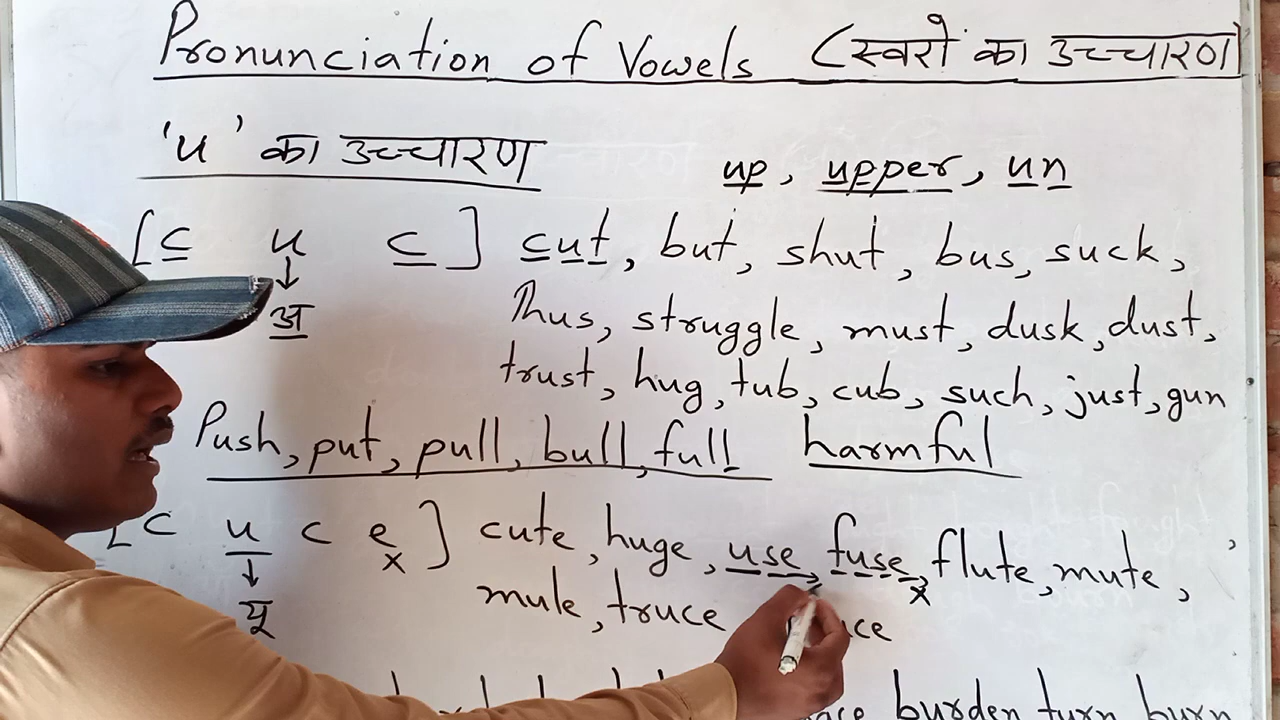 Pronunciation of Vowels (स्वरो का उच्चारण)
'u' का उच्चारण
up, upper, un
[c u c] cut, but, shut, bus, suck,
अ Thus, struggle, must, dusk, dust,
trust, hug, tub, cub, such, just, gun
Push, put, pull, bull, full harmful
[c u c e] cute, huge, use, fuse, flute, mute,
x x
यू mule, truce
burden turn burn